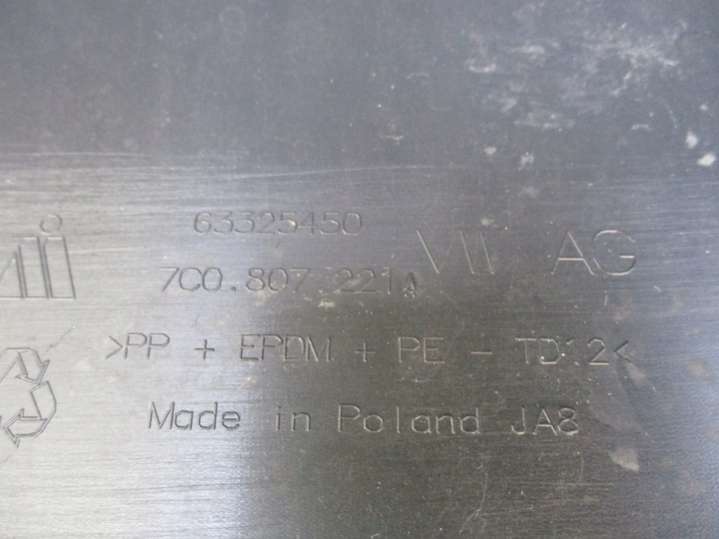 63325450
7C0.807.221A VW AG
>PP + EPDM + PE - TD12<
Made in Poland JA8